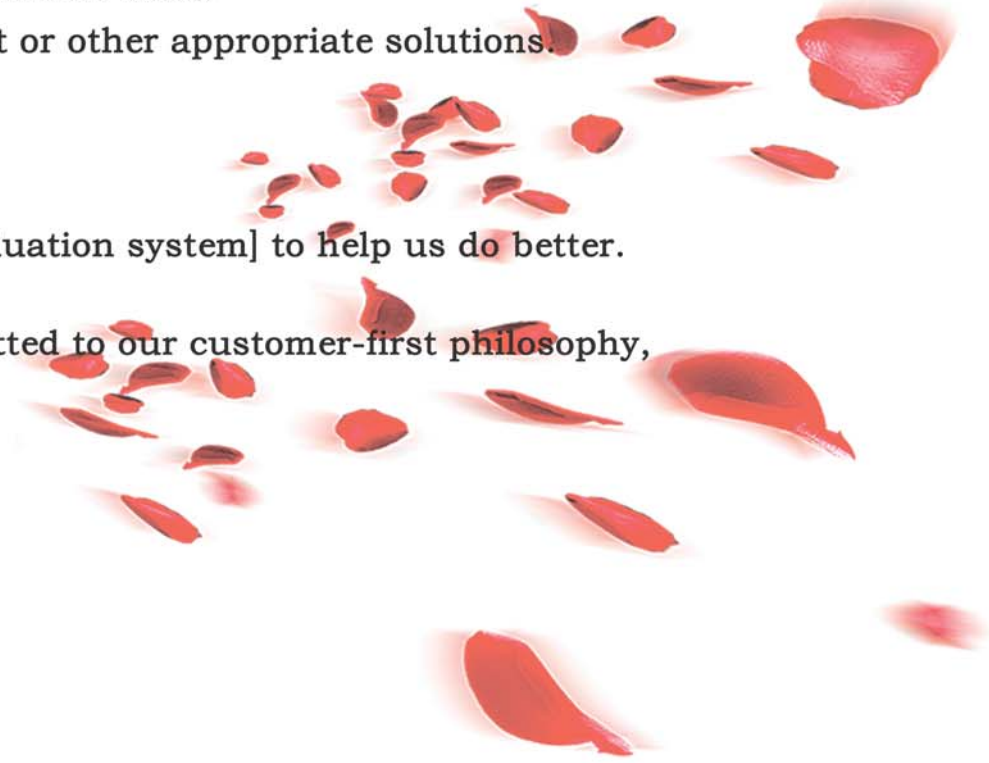 t or other appropriate solutions.
uation system] to help us do better.
tted to our customer-first philosophy,